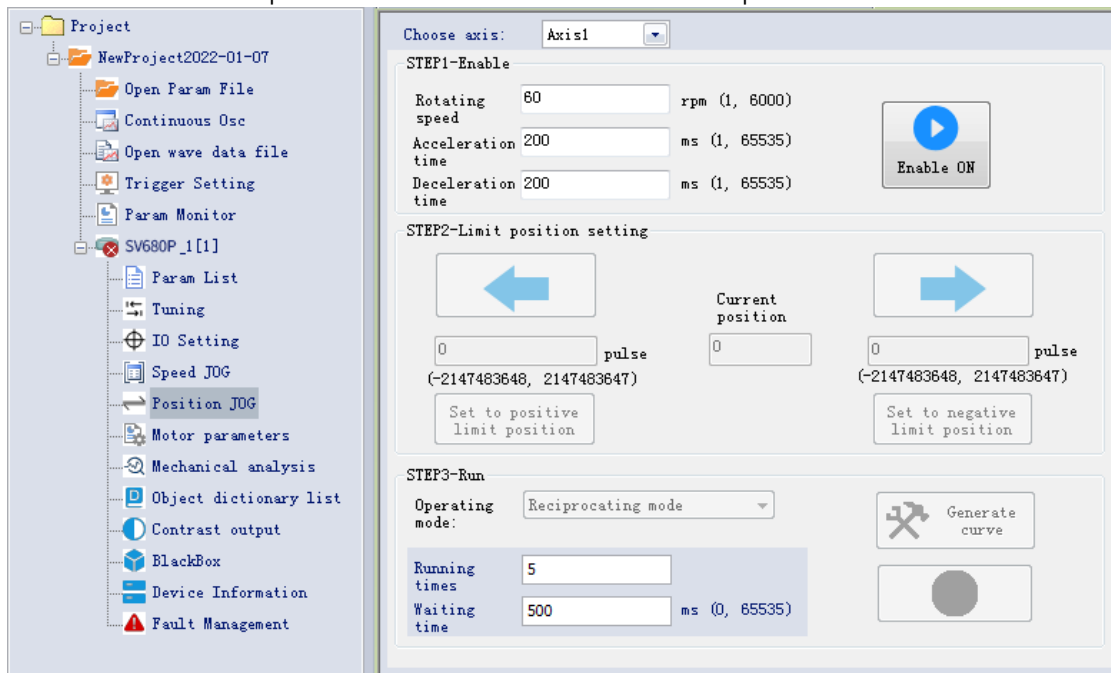 Project
NewProject2022-01-07
Open Param File
Continuous Osc
Open wave data file
Trigger Setting
Param Monitor
SV680P_1[1]
Param List
Tuning
IO Setting
Speed JOG
Position JOG
Motor parameters
Mechanical analysis
Object dictionary list
Contrast output
BlackBox
Device Information
Fault Management
Choose axis: Axis1
STEP1-Enable
Rotating speed 60 rpm (1, 6000)
Acceleration time 200 ms (1, 65535)
Deceleration time 200 ms (1, 65535)
Enable ON
STEP2-Limit position setting
Current
position
0 pulse 0 0 pulse
(-2147483648, 2147483647) (-2147483648, 2147483647)
Set to positive
limit position
Set to negative
limit position
STEP3-Run
Operating
mode:
Reciprocating mode
Generate
curve
Running
times
5
Waiting
time
500 ms (0, 65535)